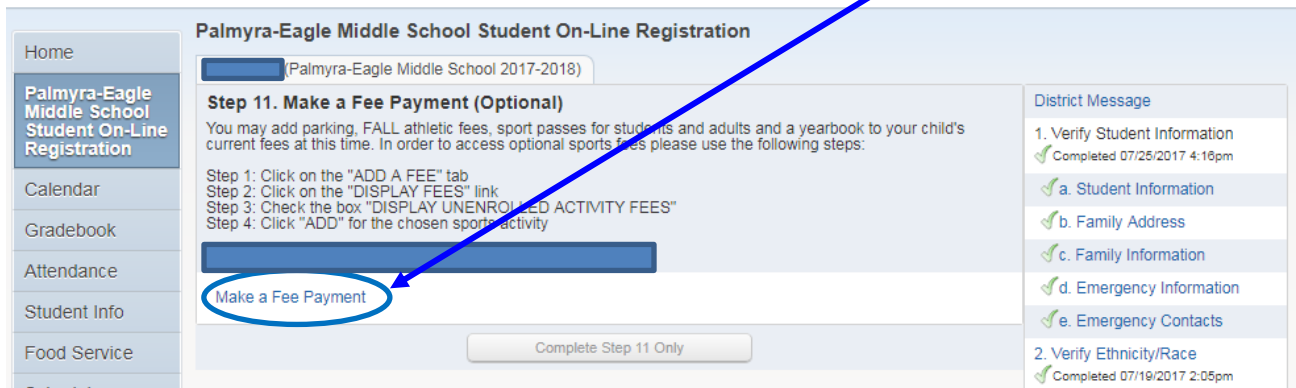 Home
Palmyra-Eagle
Middle School
Student On-Line
Registration
Calendar
Gradebook
Attendance
Student Info
Food Service
Palmyra-Eagle Middle School Student On-Line Registration
(Palmyra-Eagle Middle School 2017-2018)
Step 11. Make a Fee Payment (Optional)
You may add parking, FALL athletic fees, sport passes for students and adults and a yearbook to your child's
current fees at this time. In order to access optional sports fees please use the following steps:
Step 1: Click on the "ADD A FEE" tab
Step 2: Click on the "DISPLAY FEES" link
Step 3: Check the box "DISPLAY UNENROLLED ACTIVITY FEES"
Step 4: Click "ADD" for the chosen sports activity
Make a Fee Payment
Complete Step 11 Only
District Message
1. Verify Student Information
Completed 07/25/2017 4:16pm
a. Student Information
b. Family Address
c. Family Information
d. Emergency Information
e. Emergency Contacts
2. Verify Ethnicity/Race
Completed 07/19/2017 2:05pm